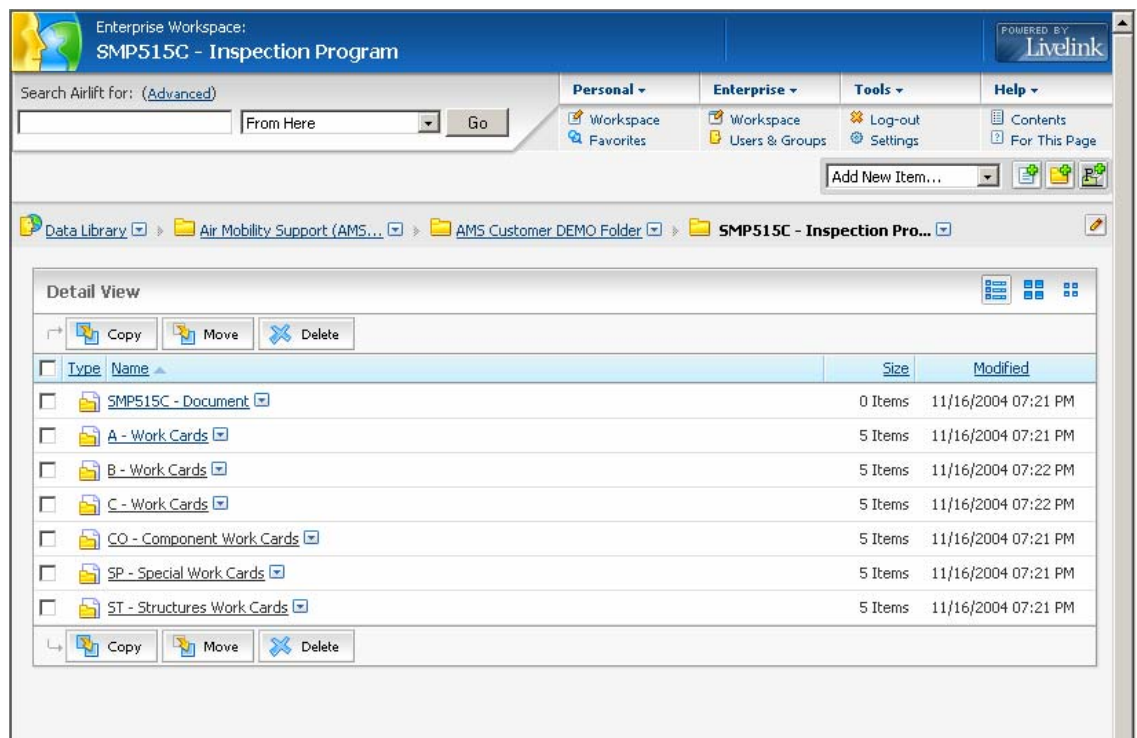 Enterprise Workspace:
SMP515C - Inspection Program
POWERED BY
Livelink
Search Airlift for: (Advanced)
From Here
Go
Personal
Enterprise
Tools
Help
Workspace
Workspace
Log-out
Contents
Favorites
Users & Groups
Settings
For This Page
Add New Item...
Data Library
Air Mobility Support (AMS...
AMS Customer DEMO Folder
SMP515C - Inspection Pro...
Detail View
Copy
Move
Delete
Type Name Size Modified
SMP515C - Document 0 Items 11/16/2004 07:21 PM
A - Work Cards 5 Items 11/16/2004 07:21 PM
B - Work Cards 5 Items 11/16/2004 07:22 PM
C - Work Cards 5 Items 11/16/2004 07:22 PM
CO - Component Work Cards 5 Items 11/16/2004 07:21 PM
SP - Special Work Cards 5 Items 11/16/2004 07:21 PM
ST - Structures Work Cards 5 Items 11/16/2004 07:21 PM
Copy
Move
Delete